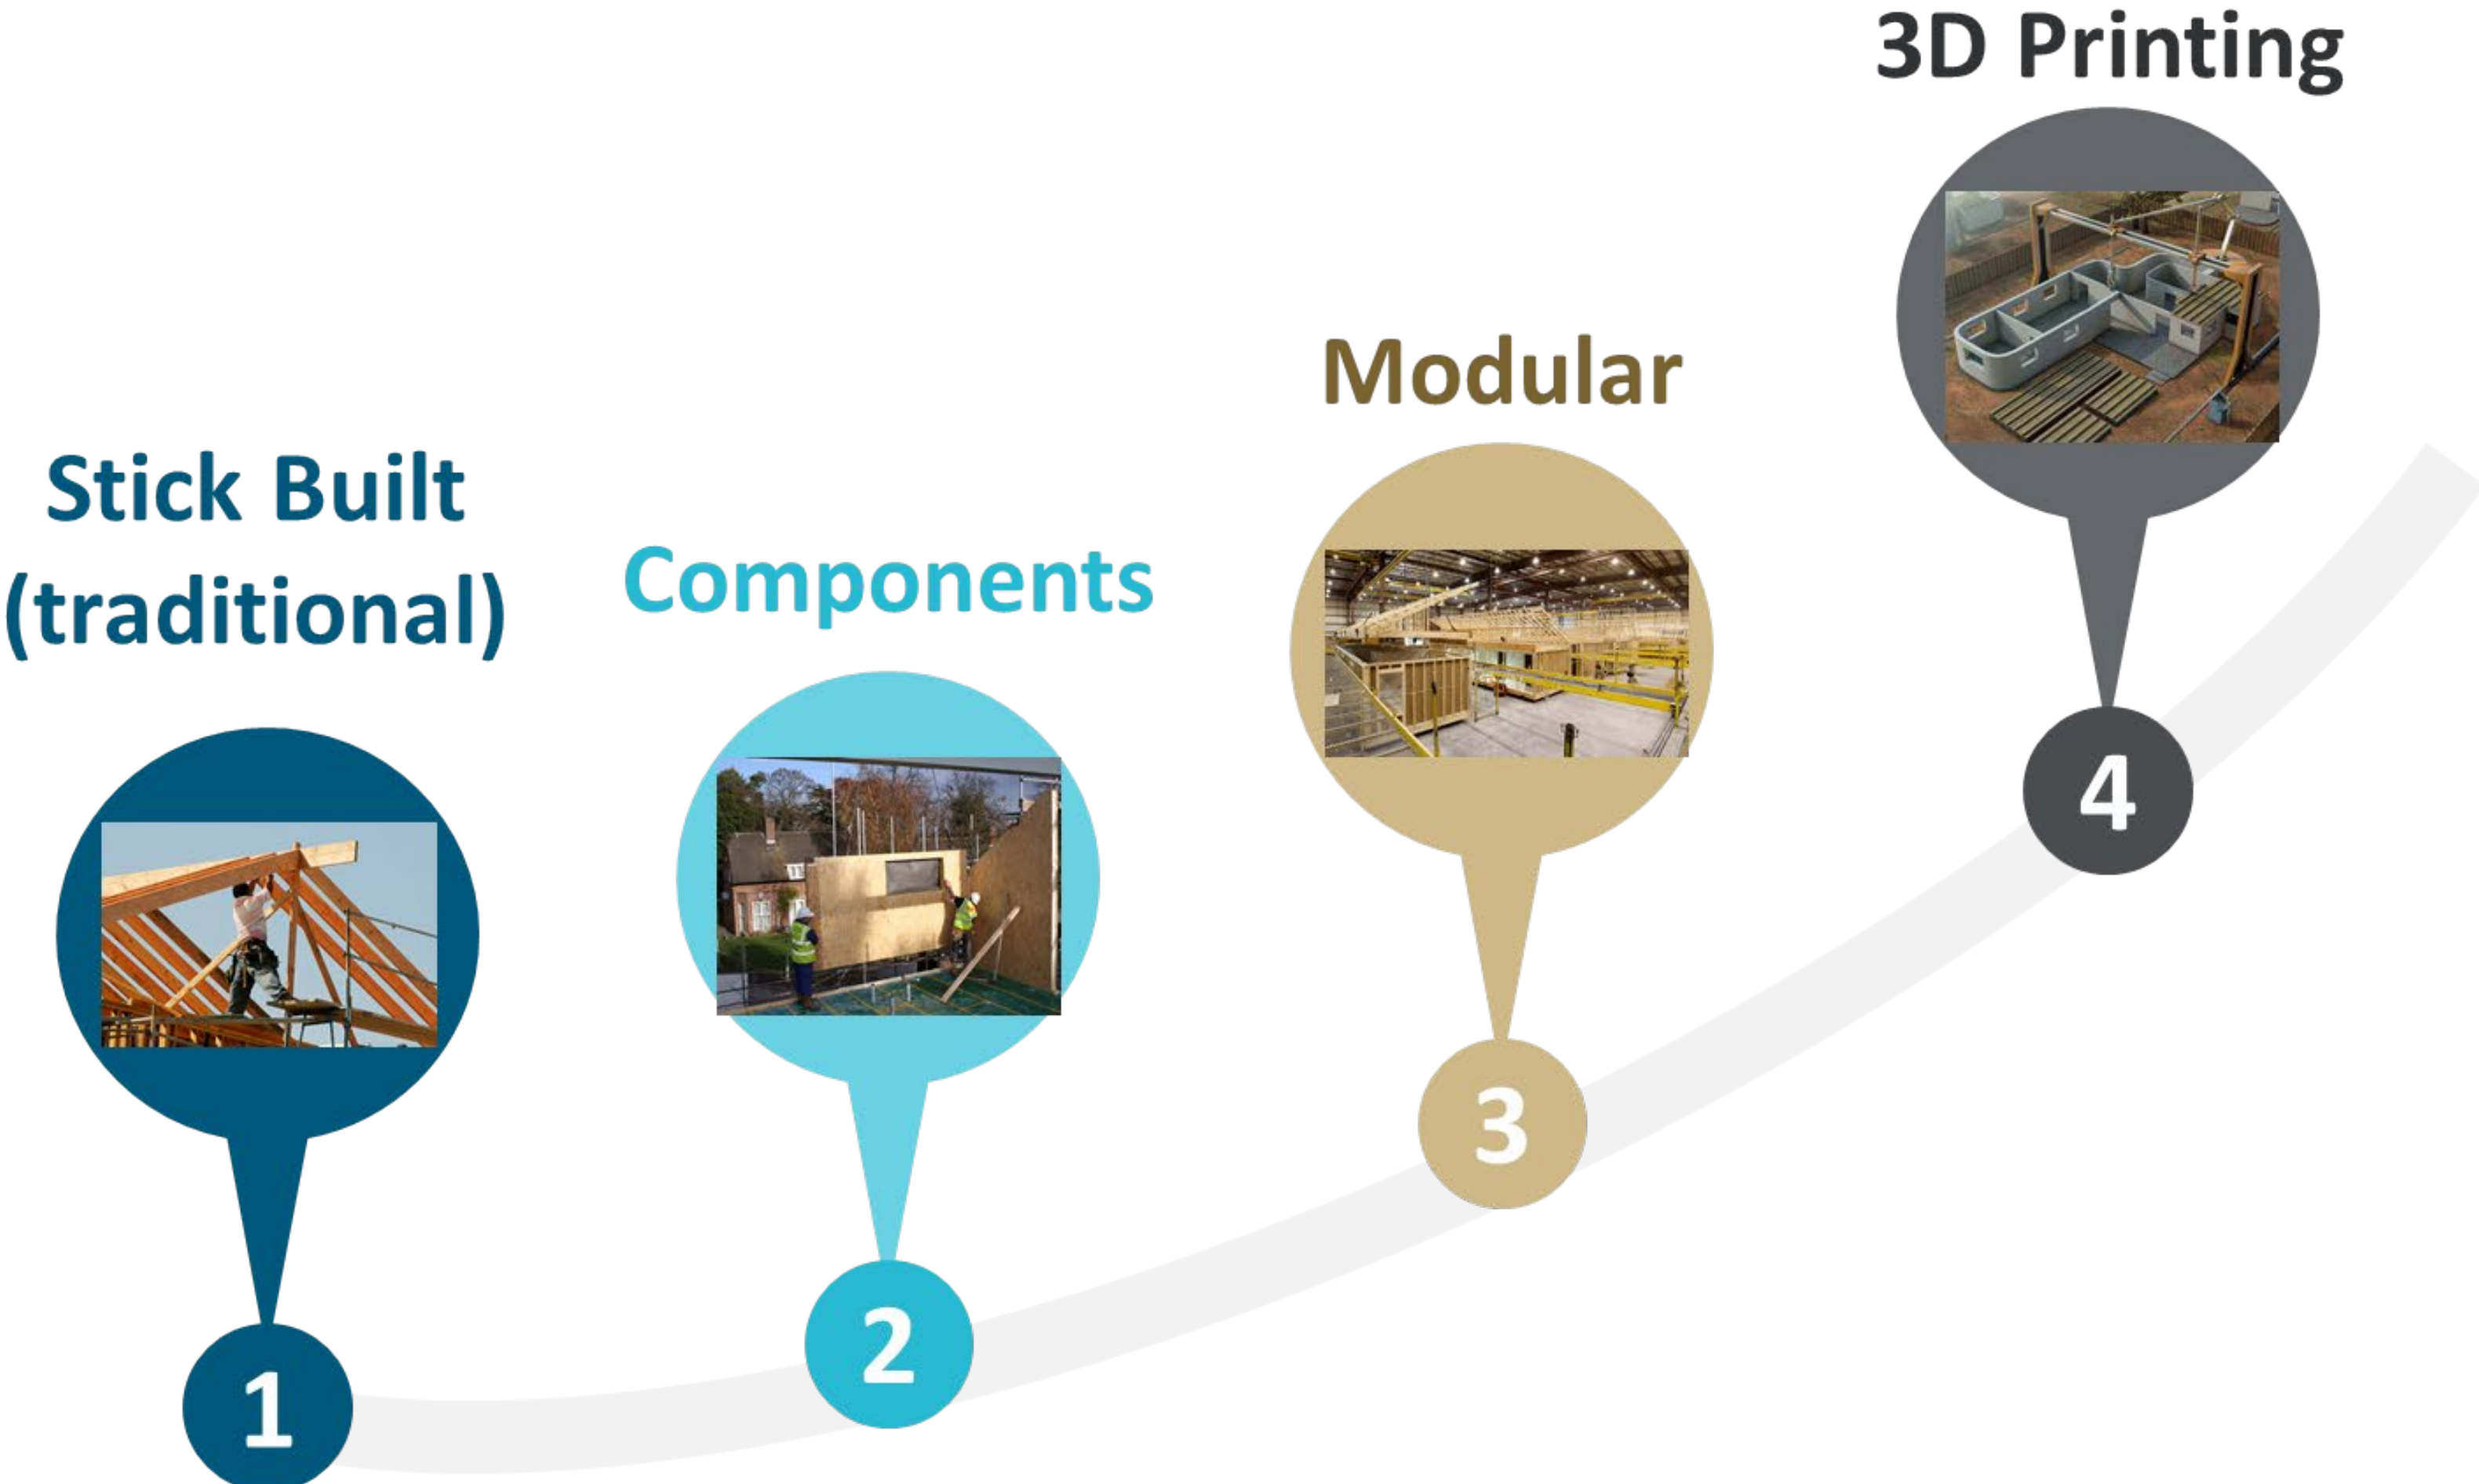 Stick Built
(traditional)
1
Components
2
Modular
3
3D Printing
4